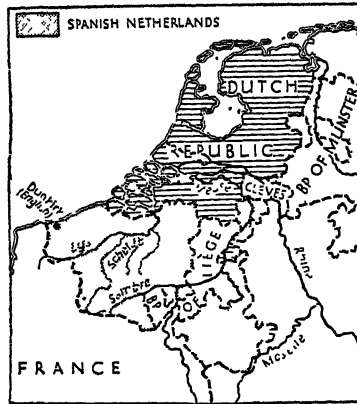 SPANISH NETHERLANDS
DUTCH
REPUBLIC
BP OF MUNSTER
Meuse
CLEVES
Dunkirk
(English)
Lys
Scheldt
LIÈGE
Rhine
BP
OF
FRANCE
Moselle